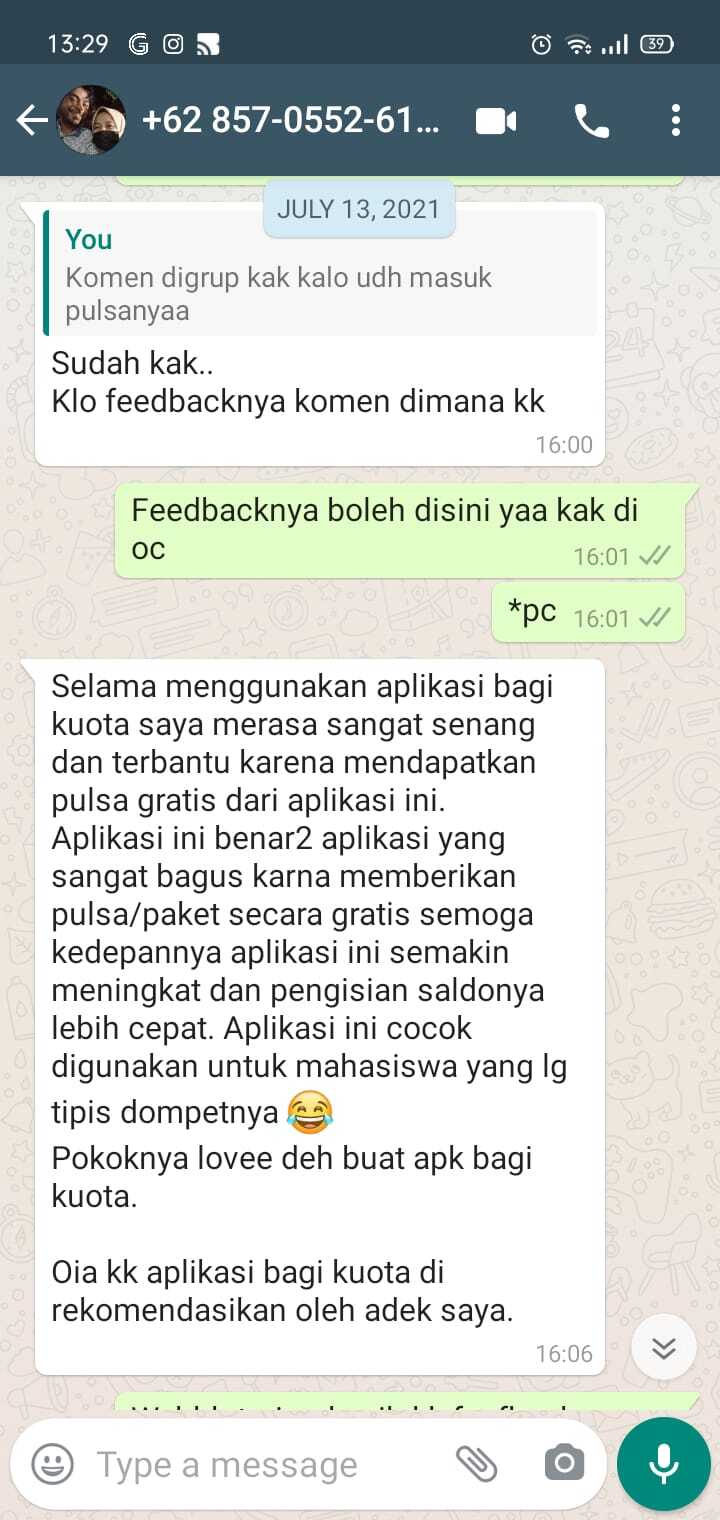 13:29
39
+62 857-0552-61...
JULY 13, 2021
You
Komen digrup kak kalo udh masuk
pulsanyaa
Sudah kak..
Klo feedbacknya komen dimana kk
16:00
Feedbacknya boleh disini yaa kak di
oc
16:01
*pc
16:01
Selama menggunakan aplikasi bagi
kuota saya merasa sangat senang
dan terbantu karena mendapatkan
pulsa gratis dari aplikasi ini.
Aplikasi ini benar2 aplikasi yang
sangat bagus karna memberikan
pulsa/paket secara gratis semoga
kedepannya aplikasi ini semakin
meningkat dan pengisian saldonya
lebih cepat. Aplikasi ini cocok
digunakan untuk mahasiswa yang lg
tipis dompetnya 😂
Pokoknya lovee deh buat apk bagi
kuota.
Oia kk aplikasi bagi kuota di
rekomendasikan oleh adek saya.
16:06
Type a message